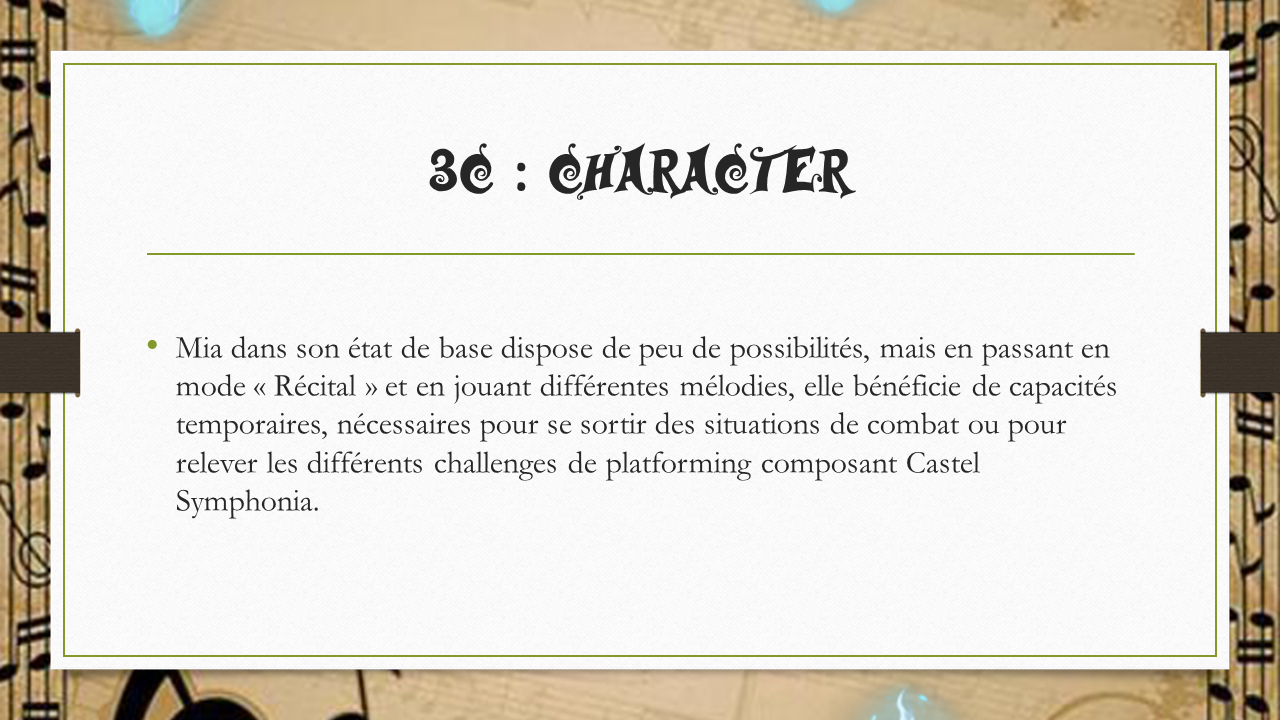 3C : CHARACTER
• Mia dans son état de base dispose de peu de possibilités, mais en passant en
mode « Récital » et en jouant différentes mélodies, elle bénéficie de capacités
temporaires, nécessaires pour se sortir des situations de combat ou pour
relever les différents challenges de platforming composant Castel
Symphonia.